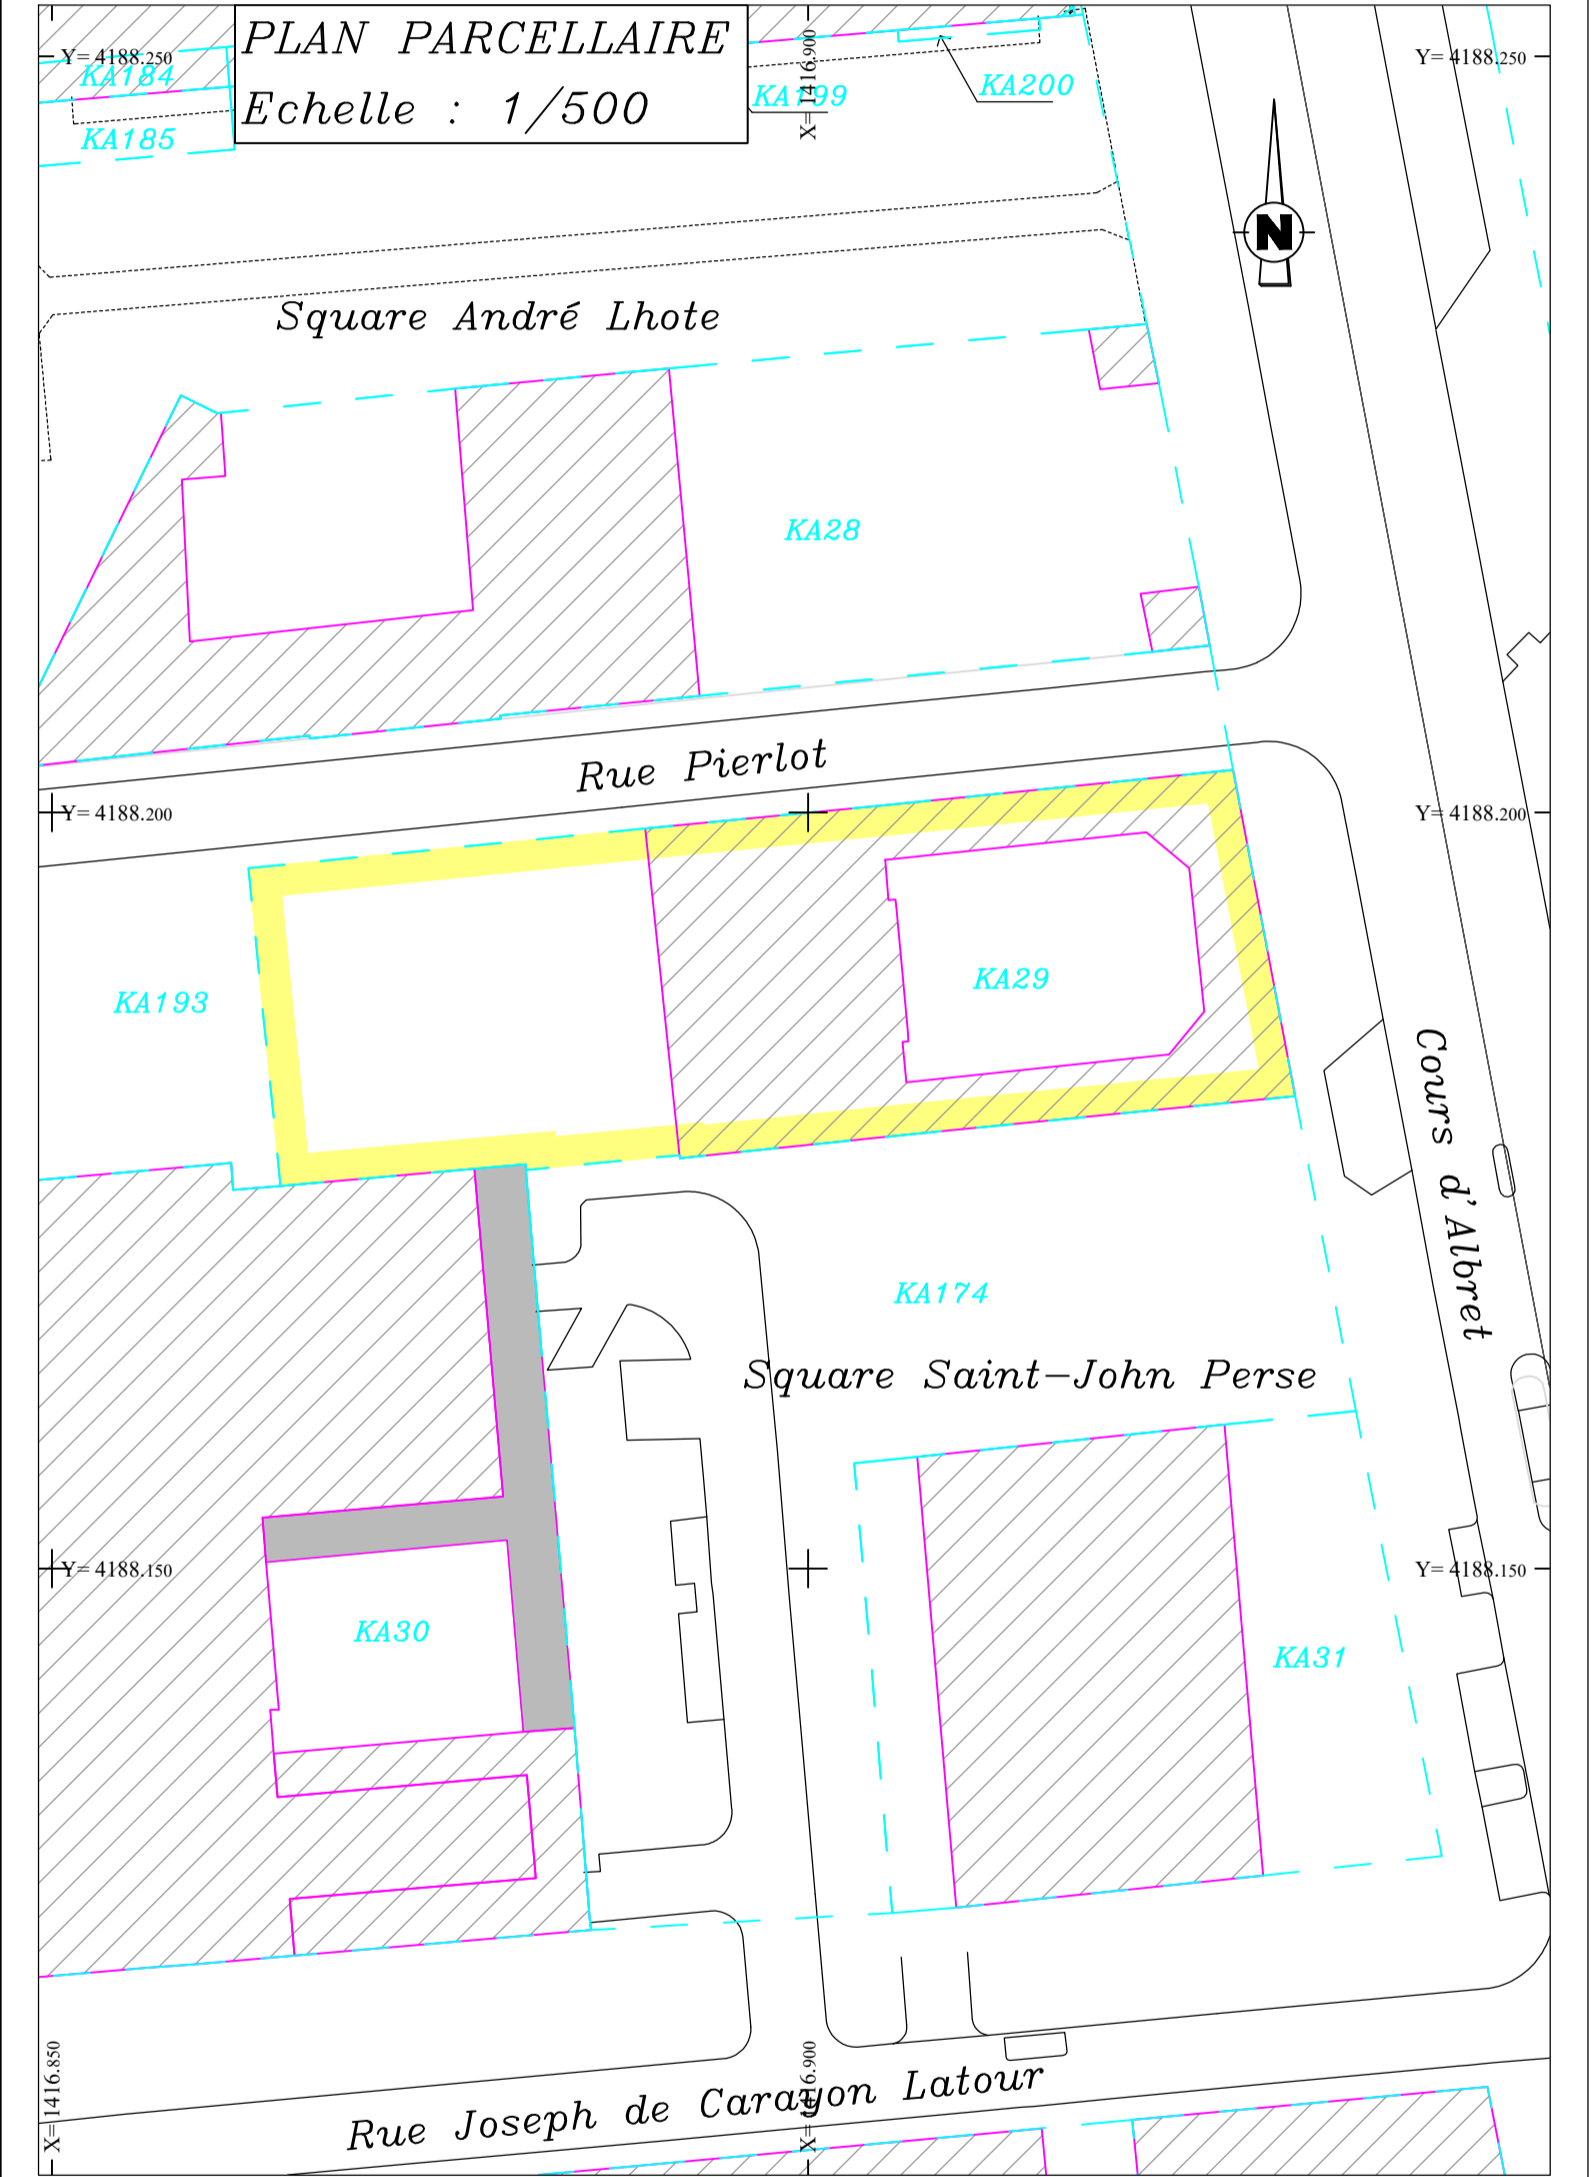 PLAN PARCELLAIRE
Echelle : 1/500
Y= 4188.250
X= 1416.900
Y= 4188.250
KA184
KA185
KA199
KA200
N
Square André Lhote
KA28
Rue Pierlot
Y= 4188.200
Y= 4188.200
KA193
KA29
Cours d'Albret
KA174
Square Saint-John Perse
Y= 4188.150
Y= 4188.150
KA30
KA31
X= 1416.850
X= 1416.900
Rue Joseph de Carayon Latour